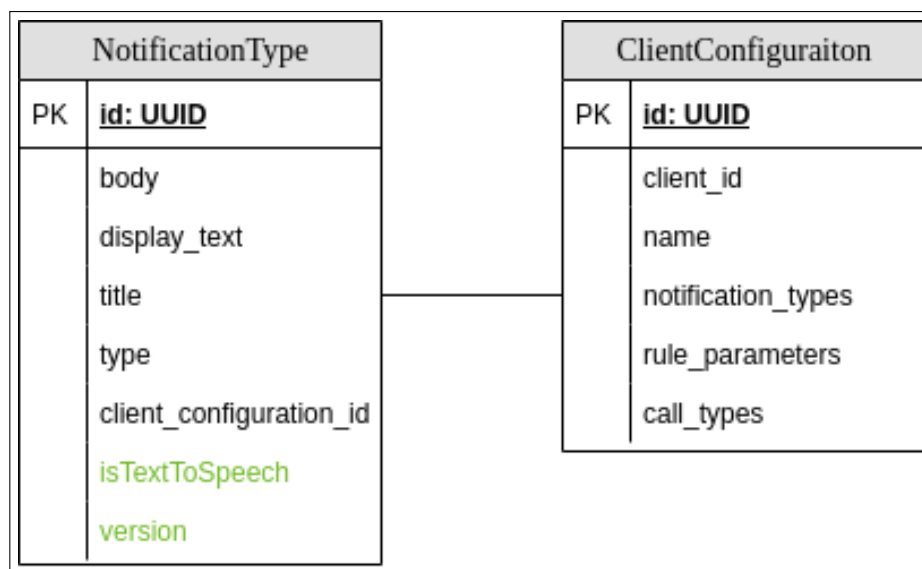 NotificationType
PK id: UUID
body
display_text
title
type
client_configuration_id
isTextToSpeech
version
ClientConfiguraiton
PK id: UUID
client_id
name
notification_types
rule_parameters
call_types